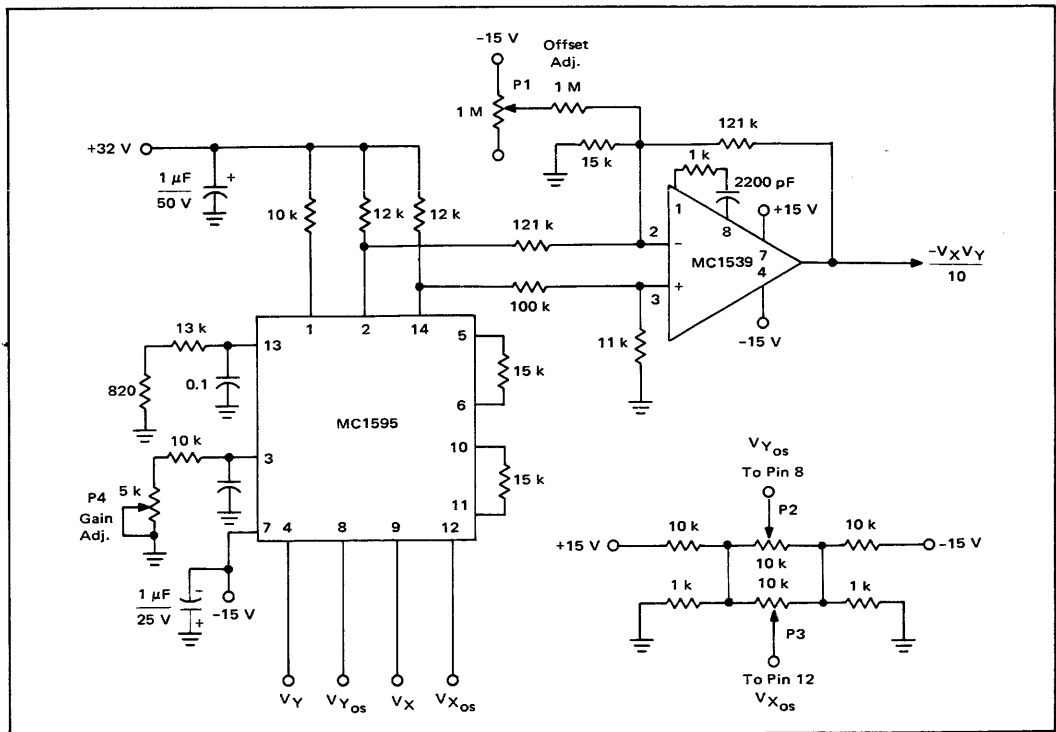 -15 V
Offset
Adj.
P1
1 M
1 M
121 k
+32 V
15 k
1 k
1 μF
50 V
+
2200 pF
10 k
12 k
12 k
1
8
+15 V
121 k
2
−
7
MC1539
4
-V_X V_Y
10
100 k
3
+
-15 V
11 k
1
2
14
13 k
13
5
15 k
820
0.1
6
MC1595
10 k
3
10
15 k
P4
5 k
Gain
Adj.
11
7
4
8
9
12
1 μF
25 V
−
+
-15 V
V_Y
V_Yos
V_X
V_Xos
V_Yos
To Pin 8
P2
+15 V
10 k
10 k
10 k
-15 V
1 k
10 k
1 k
P3
To Pin 12
V_Xos